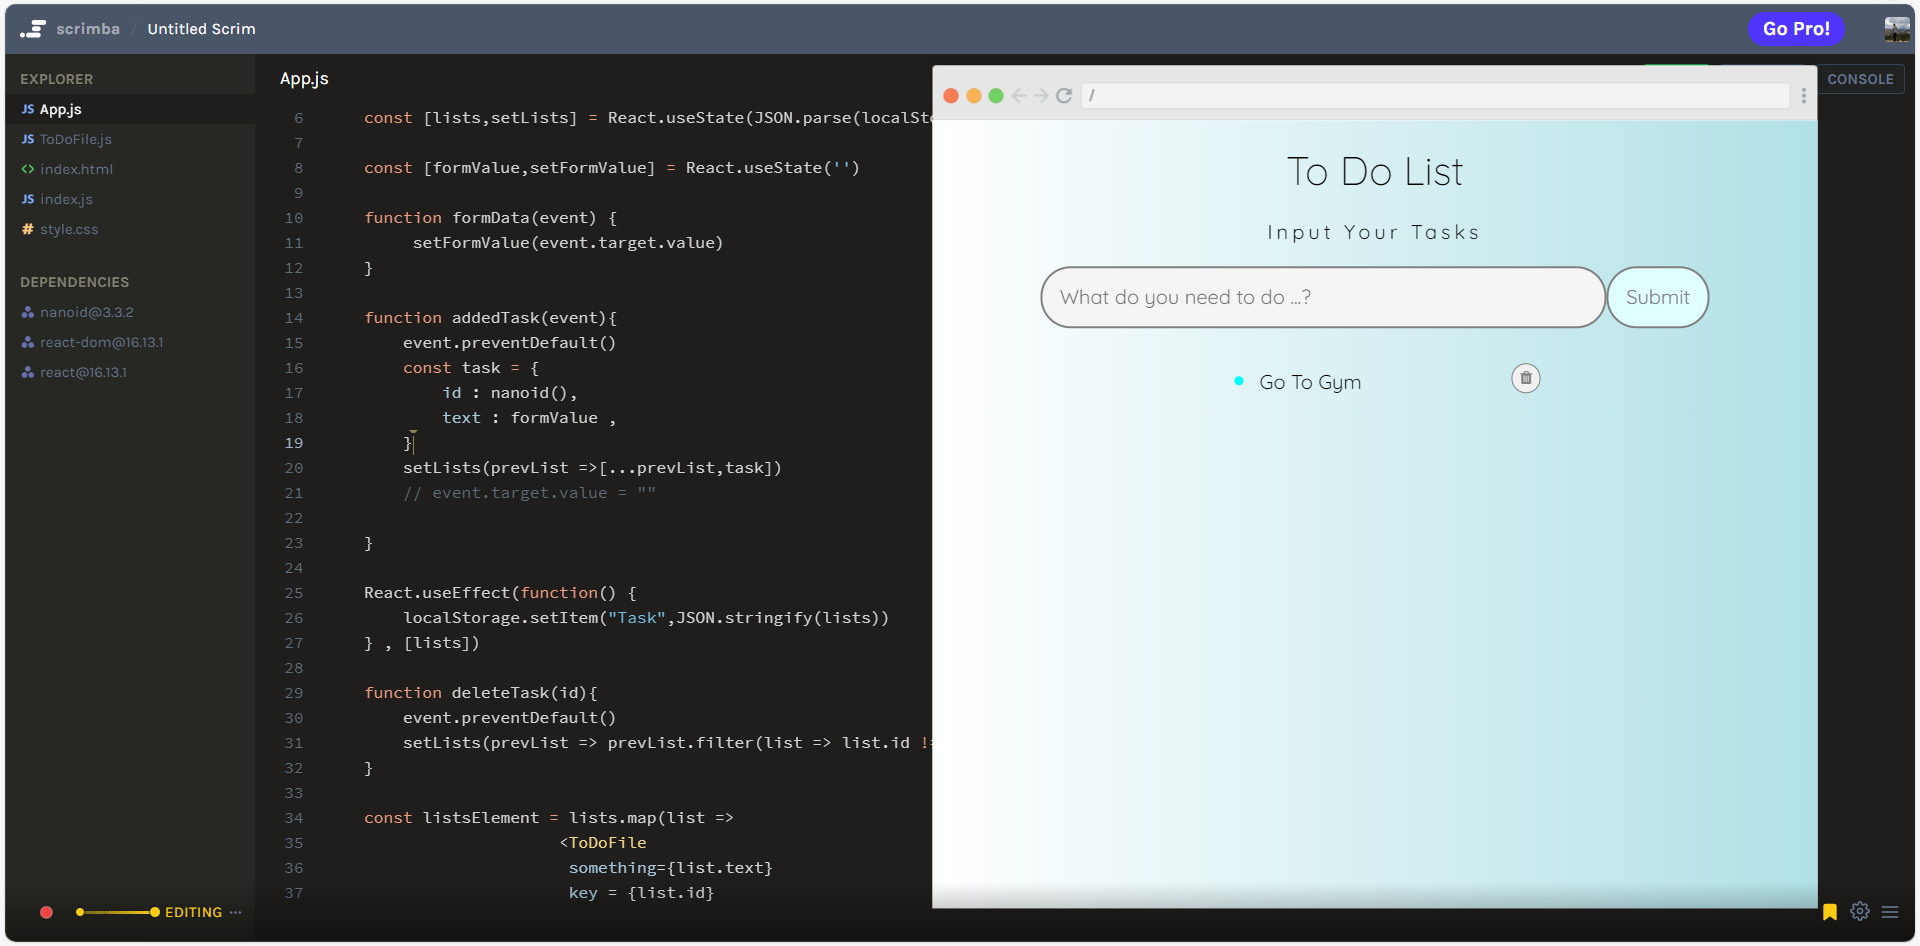 scrimba / Untitled Scrim
Go Pro!
EXPLORER
JS App.js
JS ToDoFile.js
<> index.html
JS index.js
# style.css
DEPENDENCIES
nanoid@3.3.2
react-dom@16.13.1
react@16.13.1
EDITING ...
App.js
6 const [lists,setLists] = React.useState(JSON.parse(localSto
7
8 const [formValue,setFormValue] = React.useState('')
9
10 function formData(event) {
11 setFormValue(event.target.value)
12 }
13
14 function addedTask(event){
15 event.preventDefault()
16 const task = {
17 id : nanoid(),
18 text : formValue ,
19 }
20 setLists(prevList =>[...prevList,task])
21 // event.target.value = ""
22
23 }
24
25 React.useEffect(function() {
26 localStorage.setItem("Task",JSON.stringify(lists))
27 } , [lists])
28
29 function deleteTask(id){
30 event.preventDefault()
31 setLists(prevList => prevList.filter(list => list.id !=
32 }
33
34 const listsElement = lists.map(list =>
35 <ToDoFile
36 something={list.text}
37 key = {list.id}
CONSOLE
/
To Do List
Input Your Tasks
What do you need to do ...?
Submit
Go To Gym